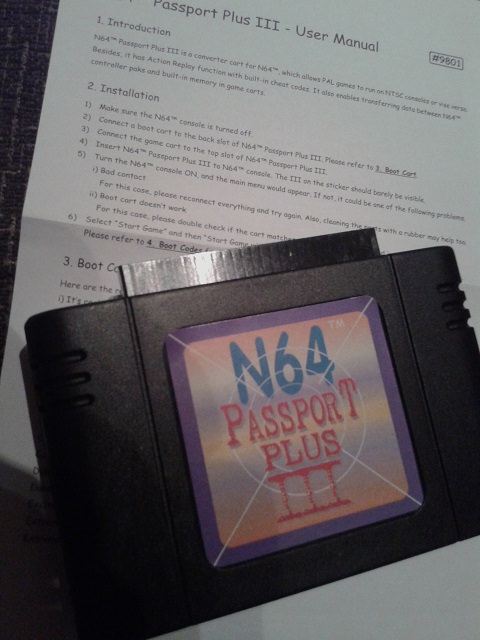 Passport Plus III - User Manual
#9801
1. Introduction
N64™ Passport Plus III is a converter cart for N64™, which allows PAL games to run on NTSC consoles or vise versa.
Besides, it has Action Replay function with built-in cheat codes. It also enables transferring data between N64™
controller paks and built-in memory in game carts.
2. Installation
1) Make sure the N64™ console is turned off.
2) Connect a boot cart to the back slot of N64™ Passport Plus III. Please refer to 3. Boot Cart.
3) Connect the game cart to the top slot of N64™ Passport Plus III.
4) Insert N64™ Passport Plus III to N64™ console. The III on the sticker should barely be visible.
5) Turn the N64™ console ON, and the main menu would appear. If not, it could be one of the following problems.
i) Bad contact
For this case, please reconnect everything and try again. Also, cleaning the with a rubber may help too.
ii) Boot cart doesn't work
For this case, please double check if the cart matches
6) Select "Start Game" and then "Start Game
Please refer to 4. Boot Codes
3. Boot
Here are the
i) It's
N64™
PASSPORT
PLUS
III